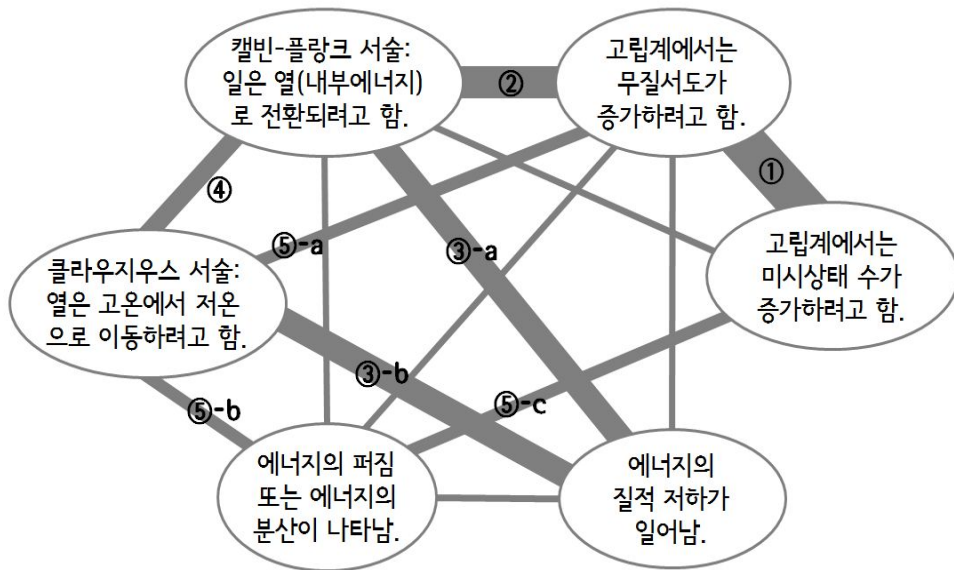 캘빈-플랑크 서술:
일은 열(내부에너지)
로 전환되려고 함.
②
고립계에서는
무질서도가
증가하려고 함.
①
④
⑤-a
③-a
클라우지우스 서술:
열은 고온에서 저온
으로 이동하려고 함.
고립계에서는
미시상태 수가
증가하려고 함.
③-b
⑤-b
⑤-c
에너지의 퍼짐
또는 에너지의
분산이 나타남.
에너지의
질적 저하가
일어남.